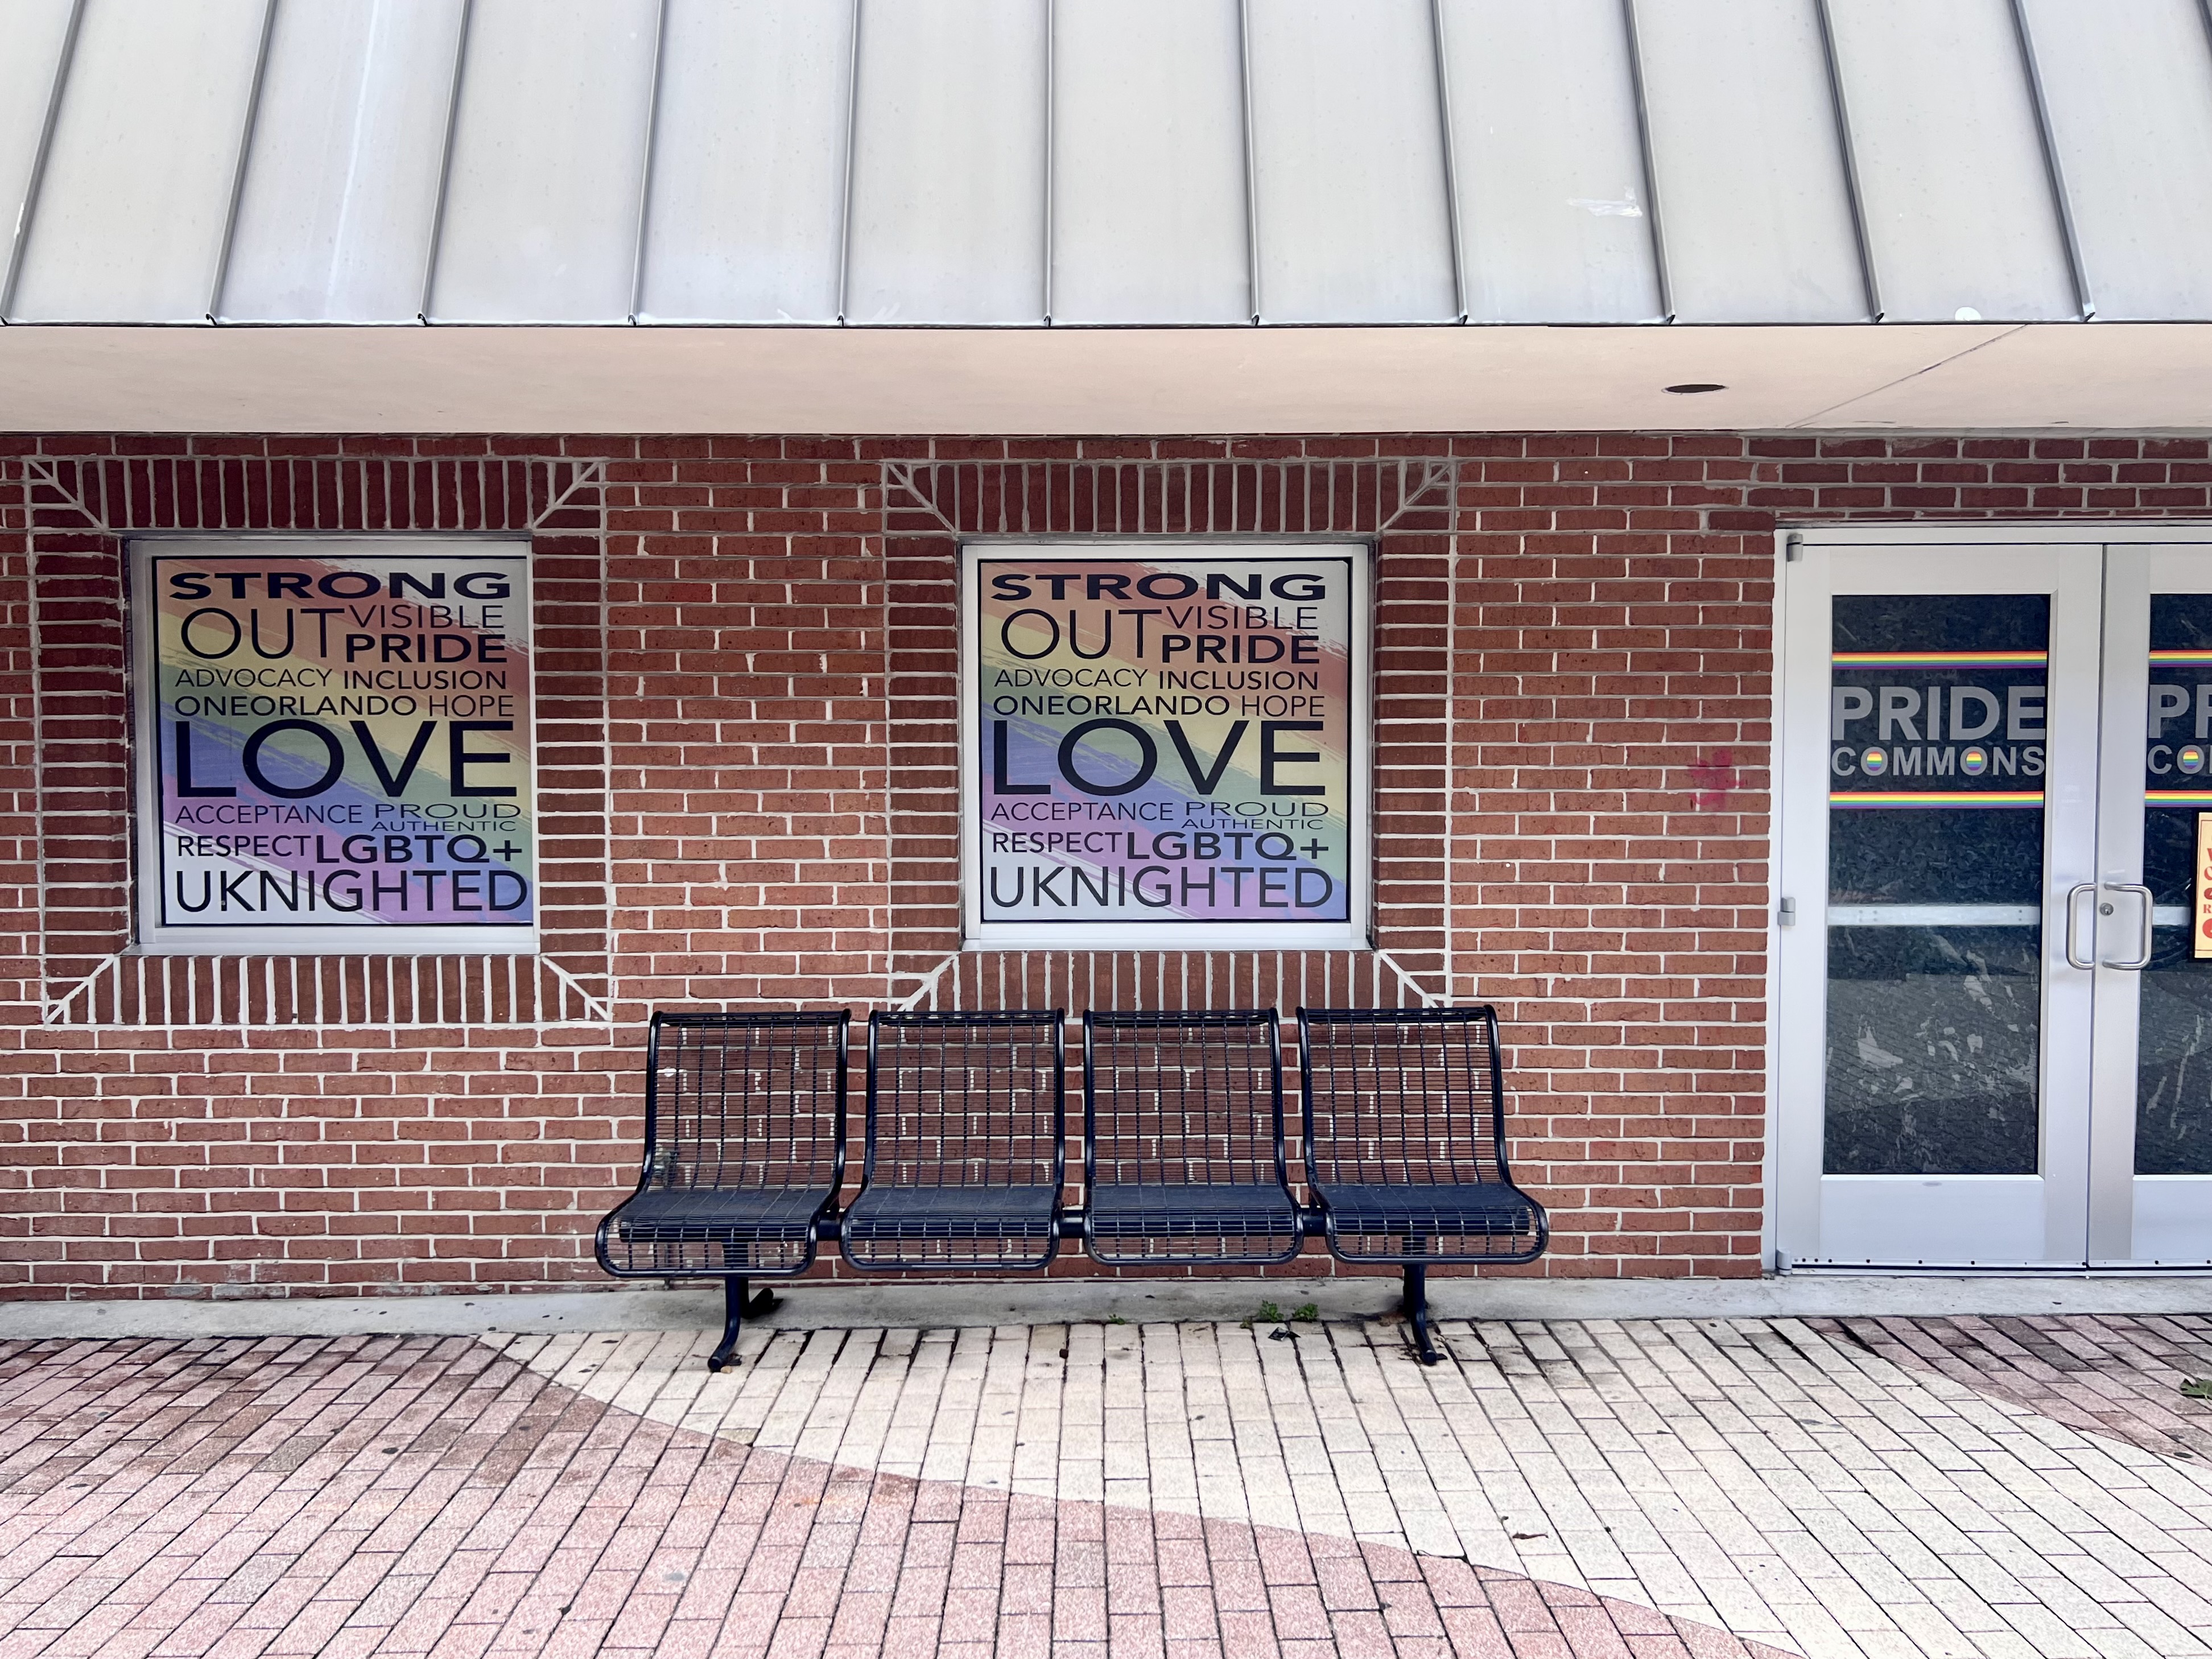 STRONG
OUT VISIBLE
PRIDE
ADVOCACY INCLUSION
ONEORLANDO HOPE
LOVE
ACCEPTANCE PROUD
AUTHENTIC
RESPECT LGBTQ+
UKNIGHTED
STRONG
OUT VISIBLE
PRIDE
ADVOCACY INCLUSION
ONEORLANDO HOPE
LOVE
ACCEPTANCE PROUD
AUTHENTIC
RESPECT LGBTQ+
UKNIGHTED
PRIDE
COMMONS